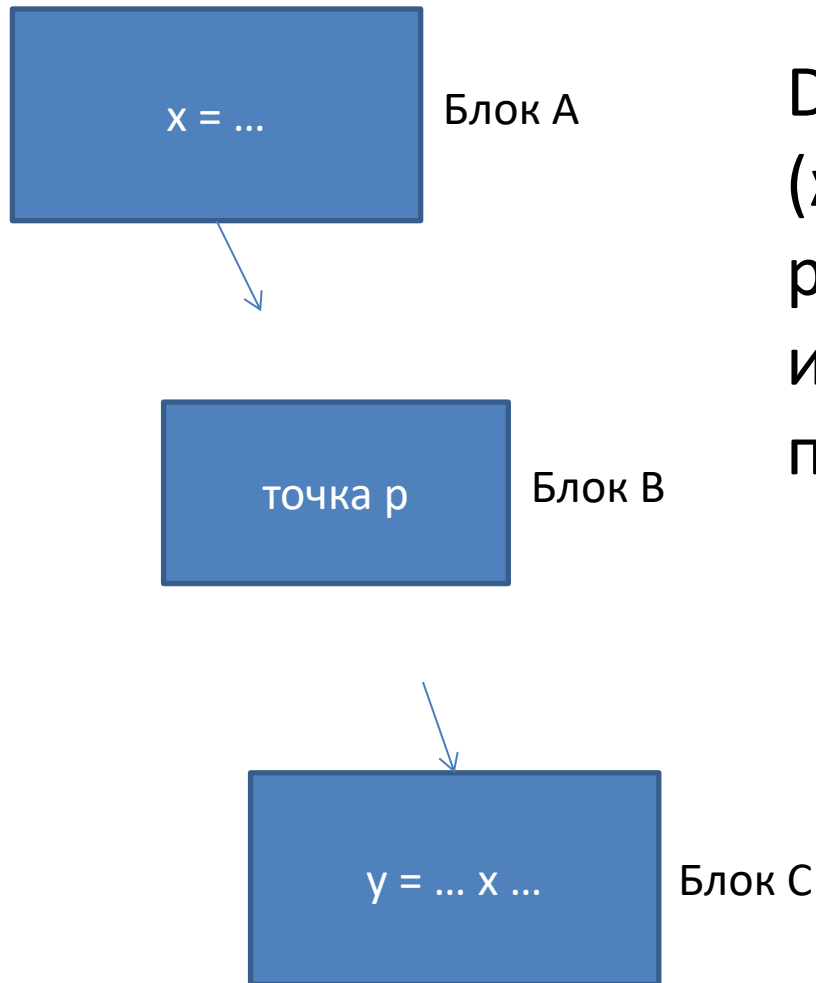 x = ...
Блок A
точка p
Блок B
y = ... x ...
Блок C